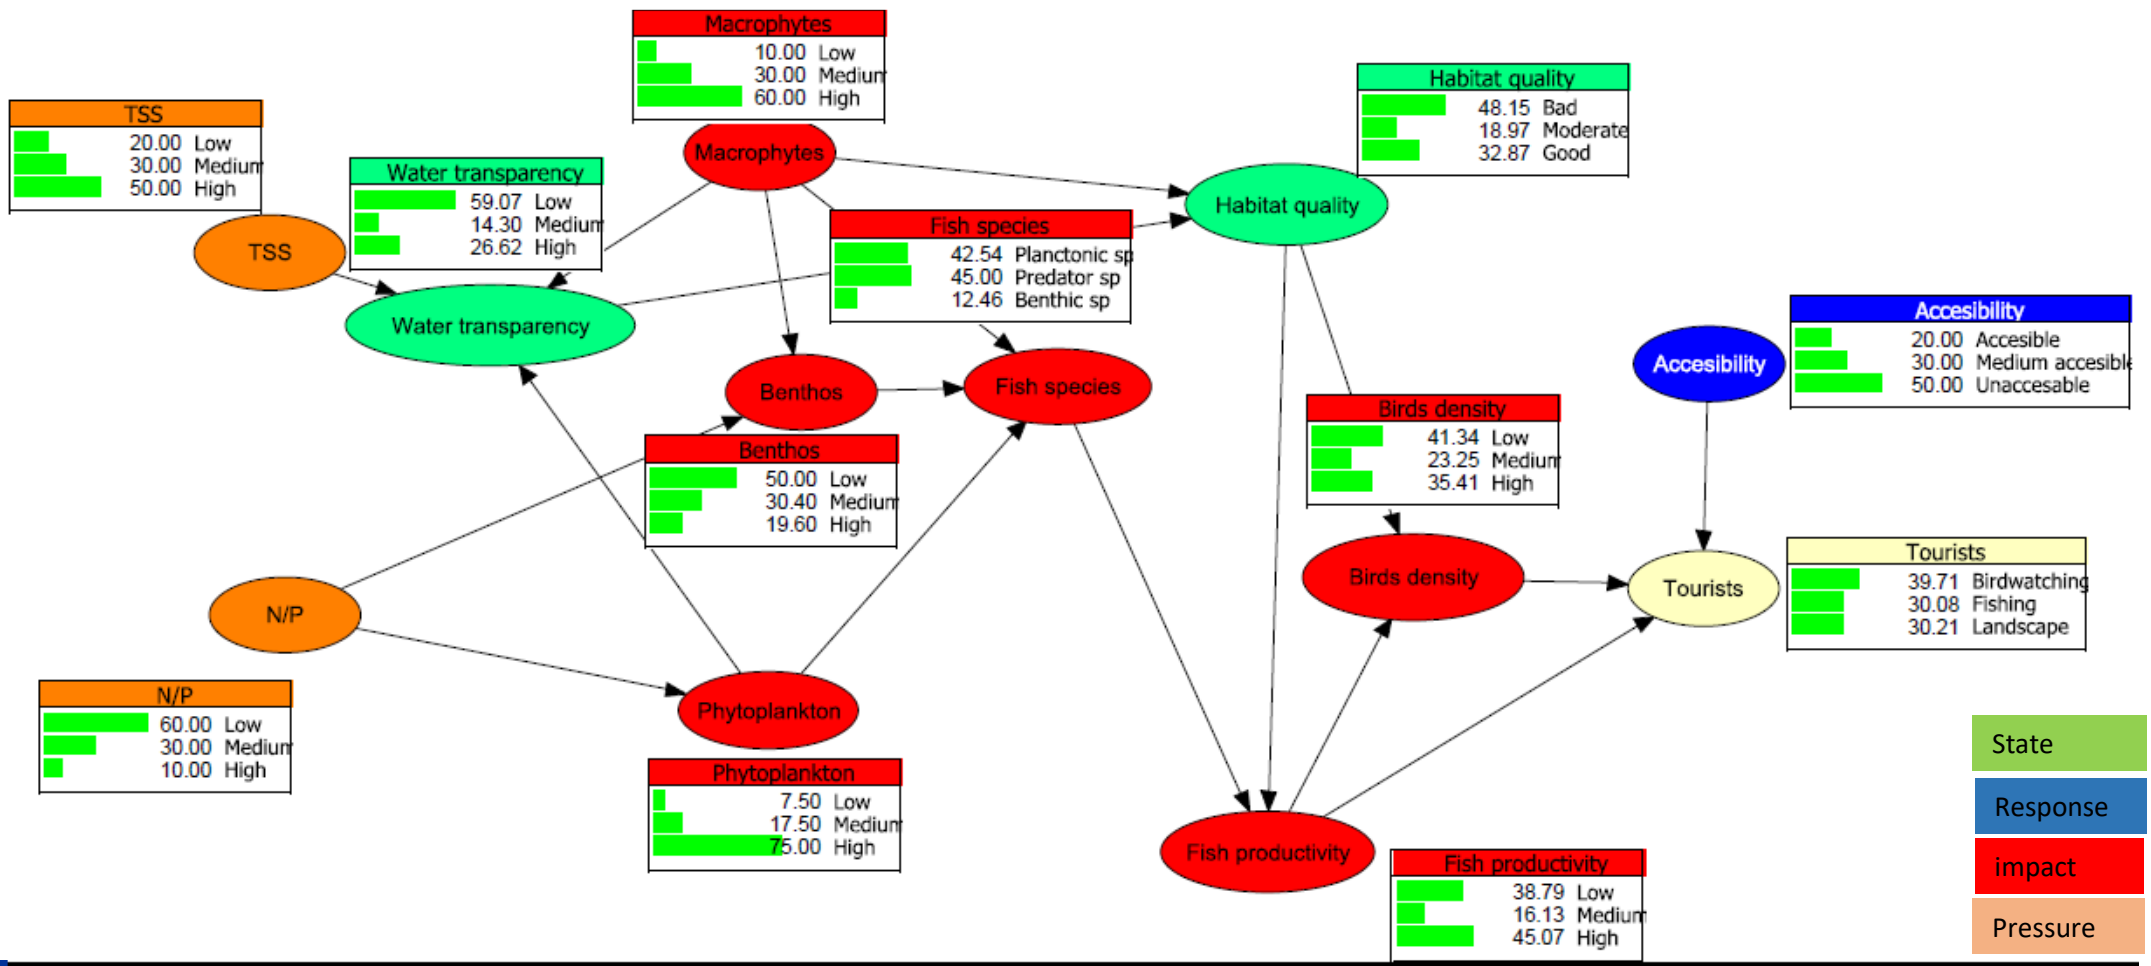 Macrophytes
10.00 Low
30.00 Medium
60.00 High
Macrophytes
TSS
20.00 Low
30.00 Medium
50.00 High
TSS
Water transparency
59.07 Low
14.30 Medium
26.62 High
Water transparency
Habitat quality
48.15 Bad
18.97 Moderate
32.87 Good
Habitat quality
Fish species
42.54 Planctonic sp
45.00 Predator sp
12.46 Benthic sp
Fish species
Benthos
Benthos
50.00 Low
30.40 Medium
19.60 High
Accesibility
Accesibility
20.00 Accesible
30.00 Medium accesible
50.00 Unaccesable
Birds density
41.34 Low
23.25 Medium
35.41 High
Birds density
Tourists
Tourists
39.71 Birdwatching
30.08 Fishing
30.21 Landscape
N/P
N/P
60.00 Low
30.00 Medium
10.00 High
Phytoplankton
Phytoplankton
7.50 Low
17.50 Medium
75.00 High
Fish productivity
Fish productivity
38.79 Low
16.13 Medium
45.07 High
State
Response
impact
Pressure